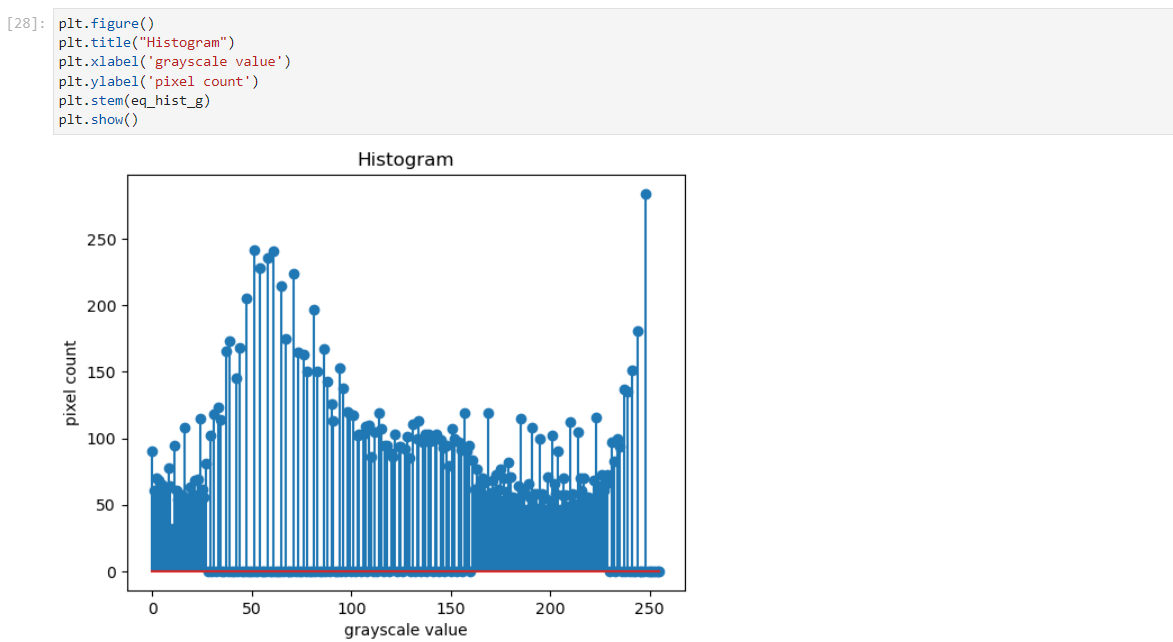 [28]: plt.figure()
plt.title("Histogram")
plt.xlabel('grayscale value')
plt.ylabel('pixel count')
plt.stem(eq_hist_g)
plt.show()
Histogram
250
200
150
100
50
0
pixel count
0 50 100 150 200 250
grayscale value